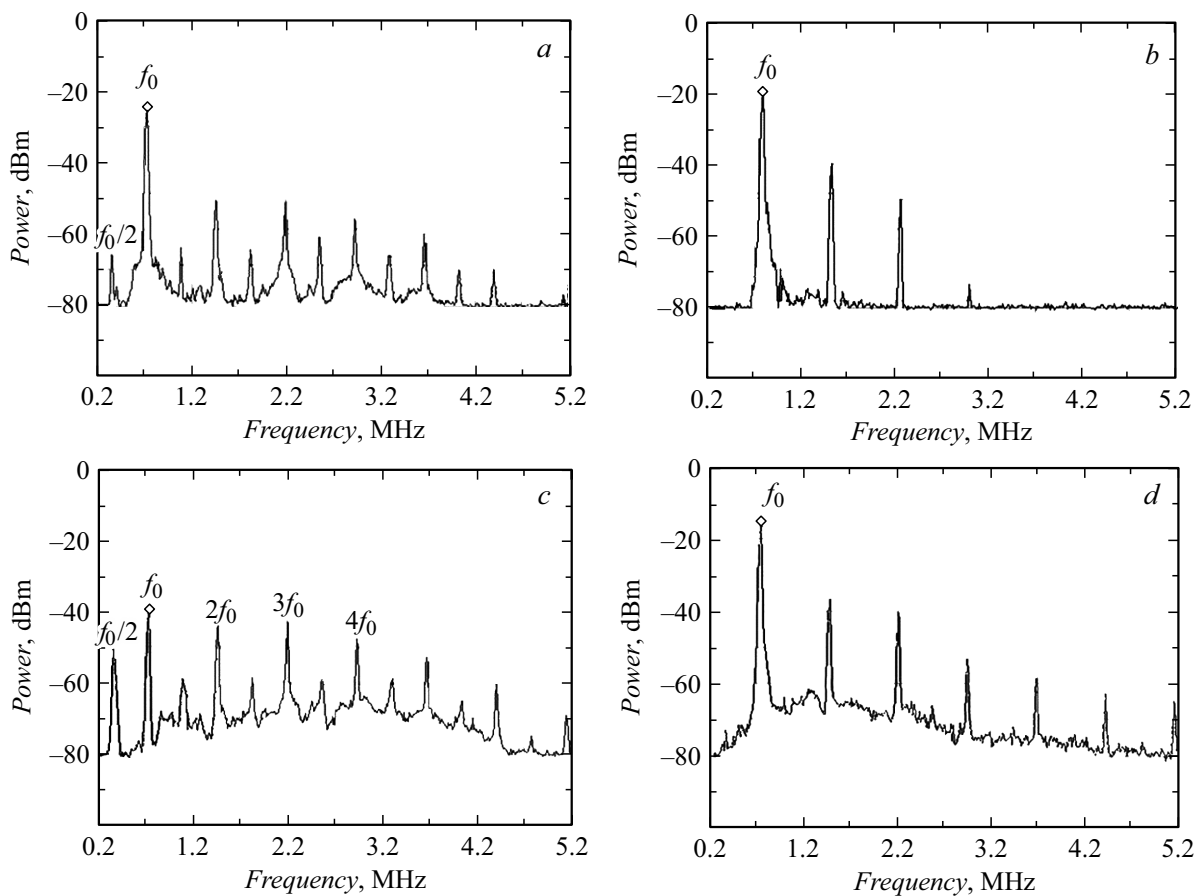 a
f0
f0/2
0
–20
–40
–60
–80
Power, dBm
0.2 1.2 2.2 3.2 4.2 5.2
Frequency, MHz
b
f0
0
–20
–40
–60
–80
Power, dBm
0.2 1.2 2.2 3.2 4.2 5.2
Frequency, MHz
c
f0/2
f0
2f0
3f0
4f0
0
–20
–40
–60
–80
Power, dBm
0.2 1.2 2.2 3.2 4.2 5.2
Frequency, MHz
d
f0
0
–20
–40
–60
–80
Power, dBm
0.2 1.2 2.2 3.2 4.2 5.2
Frequency, MHz